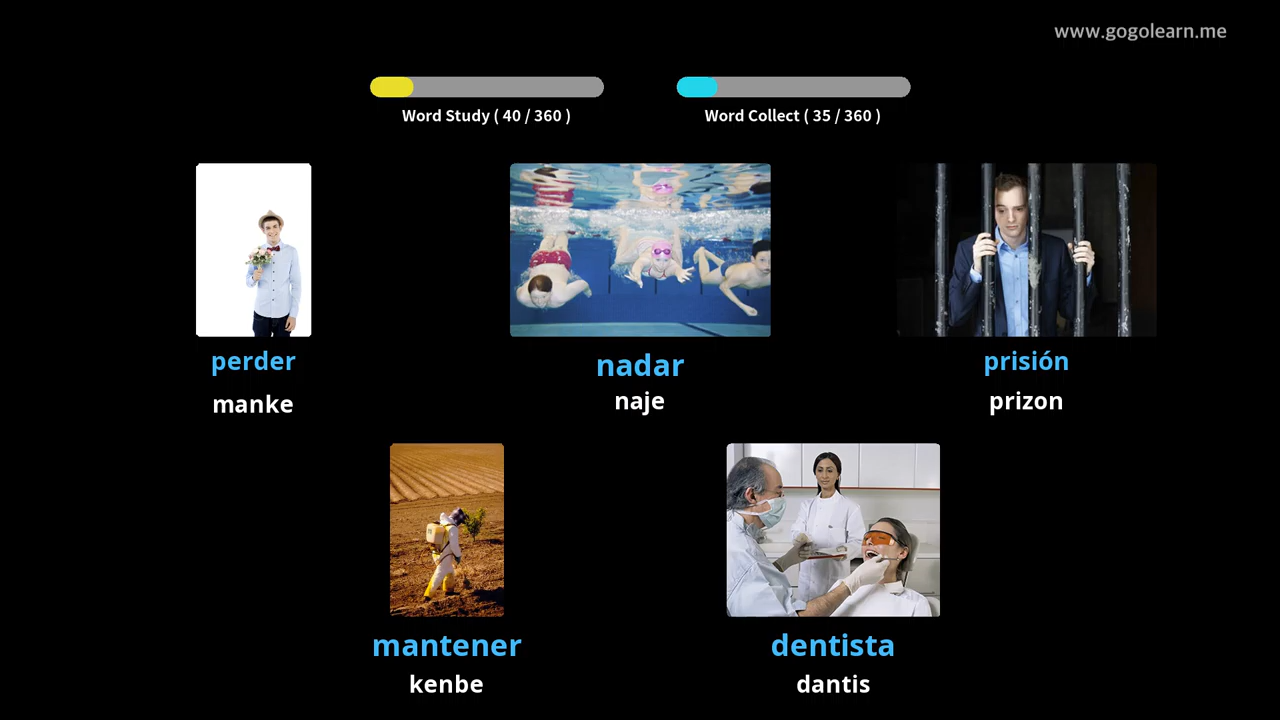 www.gogolearn.me
Word Study ( 40 / 360 )
Word Collect ( 35 / 360 )
perder
manke
nadar
naje
prisión
prizon
mantener
kenbe
dentista
dantis